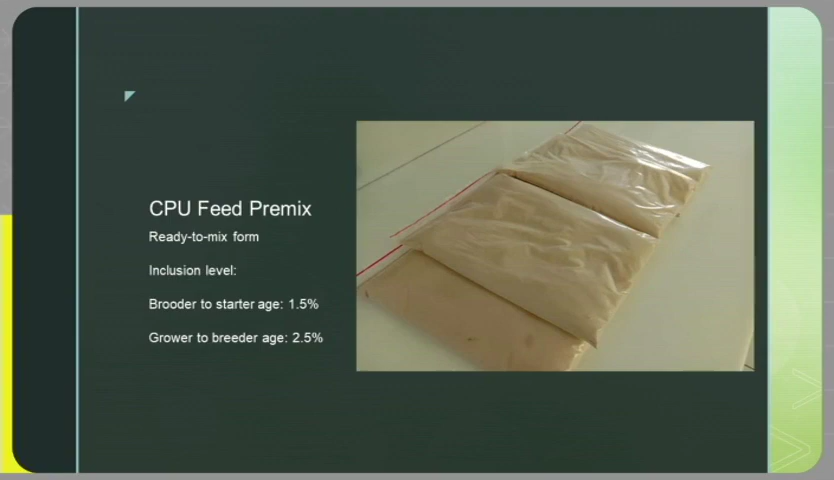 CPU Feed Premix
Ready-to-mix form
Inclusion level:
Brooder to starter age: 1.5%
Grower to breeder age: 2.5%